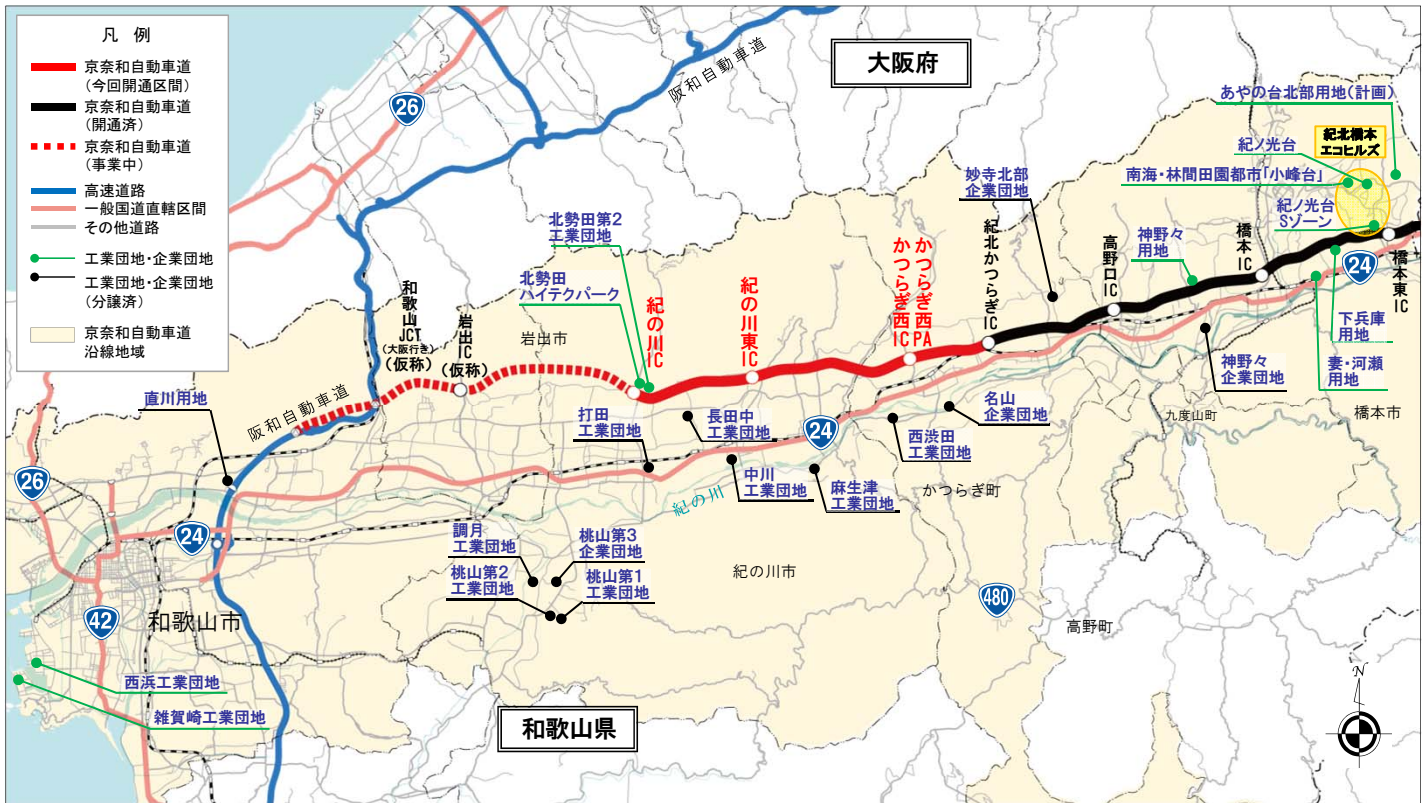 凡 例
京奈和自動車道
(今回開通区間)
京奈和自動車道
(開通済)
京奈和自動車道
(事業中)
高速道路
一般国道直轄区間
その他道路
工業団地・企業団地
工業団地・企業団地
(分譲済)
京奈和自動車道
沿線地域
大阪府
阪和自動車道
26
あやの台北部用地(計画)
紀北橋本
エコヒルズ
紀ノ光台
南海・林間田園都市「小峰台」
紀ノ光台
Sゾーン
妙寺北部
企業団地
北勢田第2
工業団地
北勢田
ハイテクパーク
和歌山JCT
(大阪行き)
(仮称)
岩出IC
(仮称)
岩出市
紀の川IC
紀の川東IC
かつらぎ西IC
かつらぎ西PA
紀北かつらぎIC
高野口IC
神野々
用地
橋本IC
24
橋本東IC
下兵庫
用地
妻・河瀬
用地
神野々
企業団地
九度山町
橋本市
直川用地
阪和自動車道
打田
工業団地
長田中
工業団地
24
名山
企業団地
西渋田
工業団地
中川
工業団地
麻生津
工業団地
かつらぎ町
紀の川
26
24
調月
工業団地
桃山第3
企業団地
桃山第2
工業団地
桃山第1
工業団地
紀の川市
480
高野町
42
和歌山市
西浜工業団地
雑賀崎工業団地
和歌山県
N